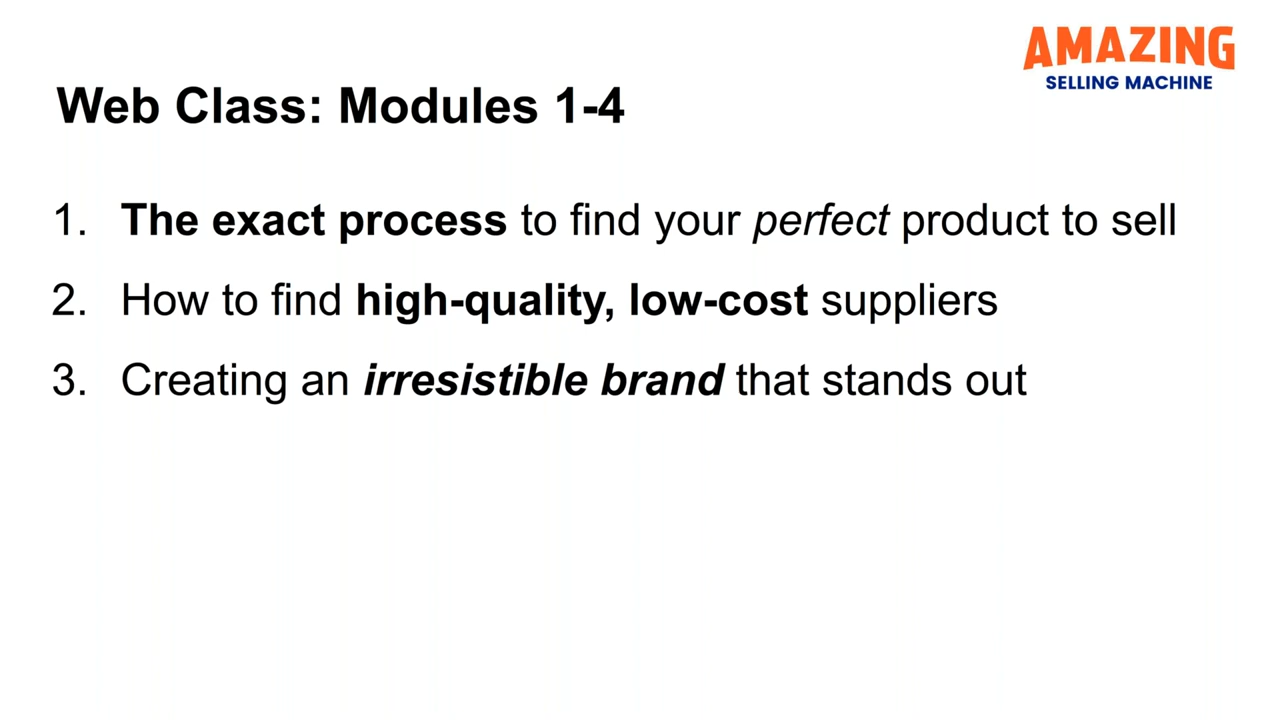 AMAZING
SELLING MACHINE
Web Class: Modules 1-4
1. The exact process to find your perfect product to sell
2. How to find high-quality, low-cost suppliers
3. Creating an irresistible brand that stands out